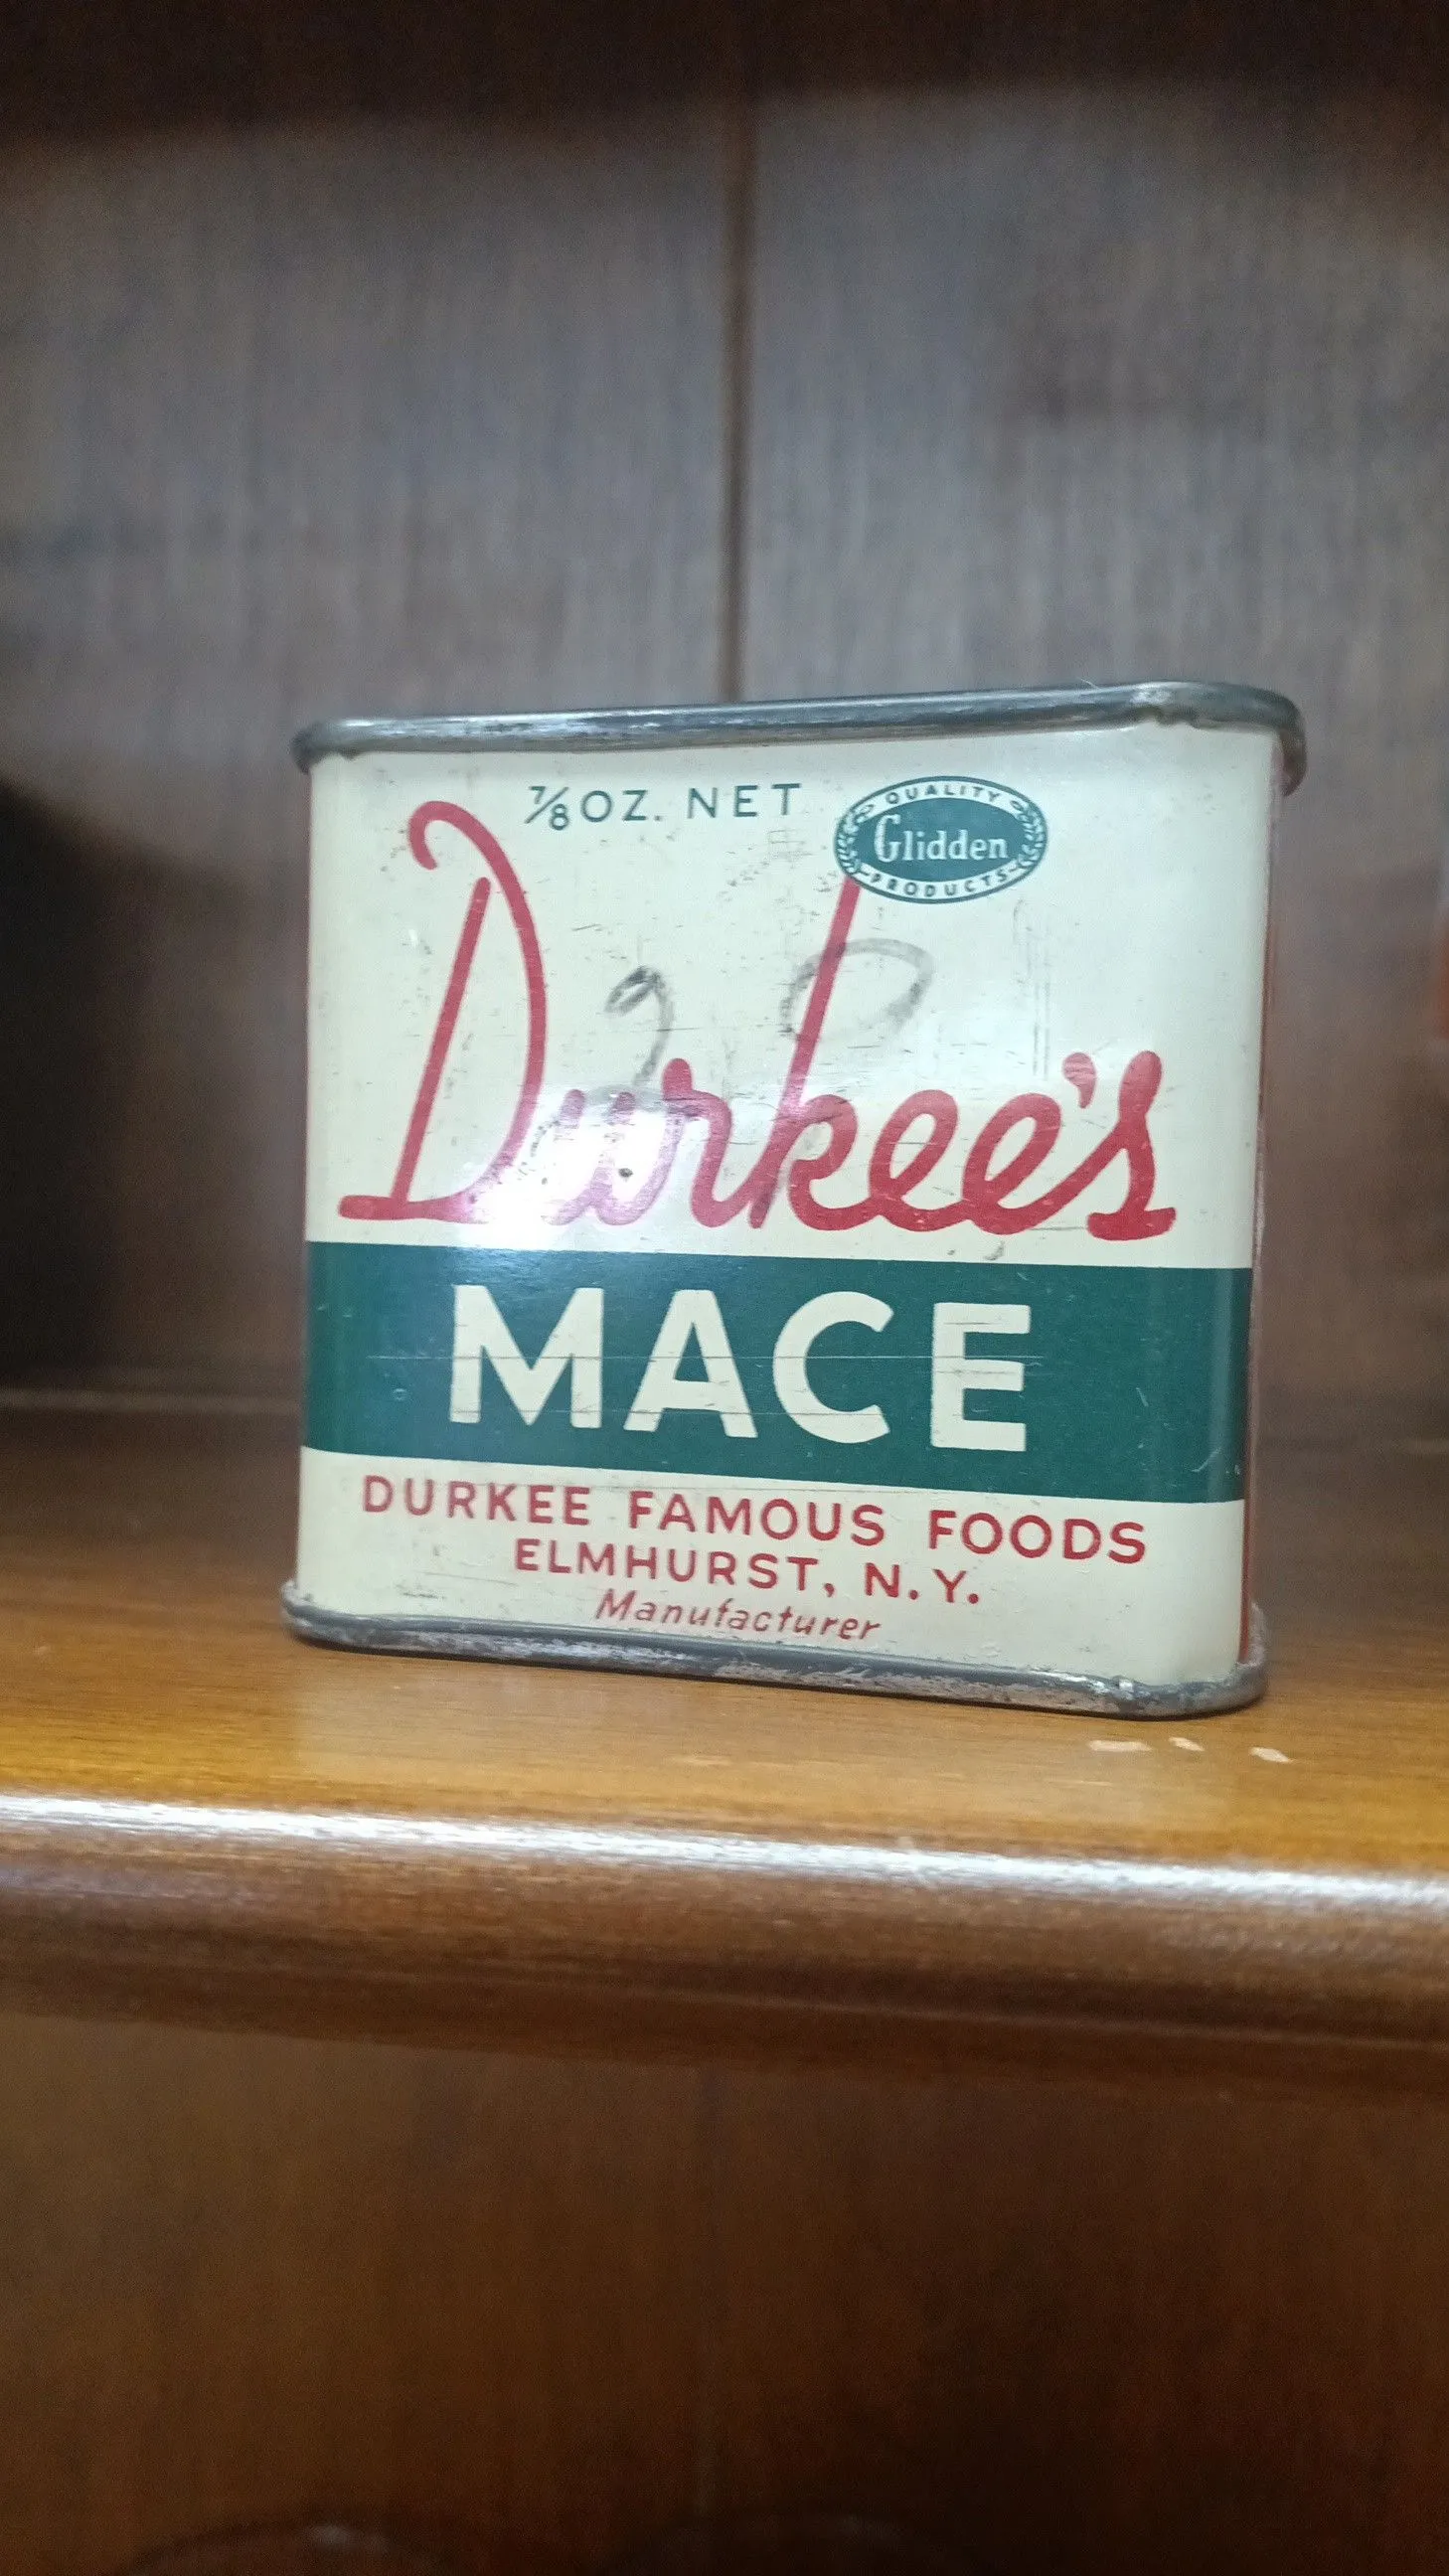 ⅞ OZ. NET
QUALITY
Glidden
PRODUCTS
Durkee's
MACE
DURKEE FAMOUS FOODS
ELMHURST, N.Y.
Manufacturer